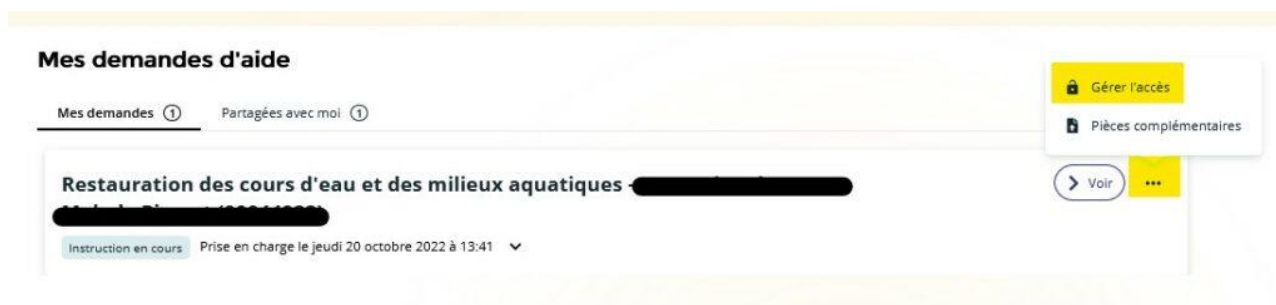 Mes demandes d'aide
Gérer l'accès
Mes demandes 1
Partagées avec moi 1
Pièces complémentaires
Restauration des cours d'eau et des milieux aquatiques -
Voir ...
Instruction en cours Prise en charge le jeudi 20 octobre 2022 à 13:41